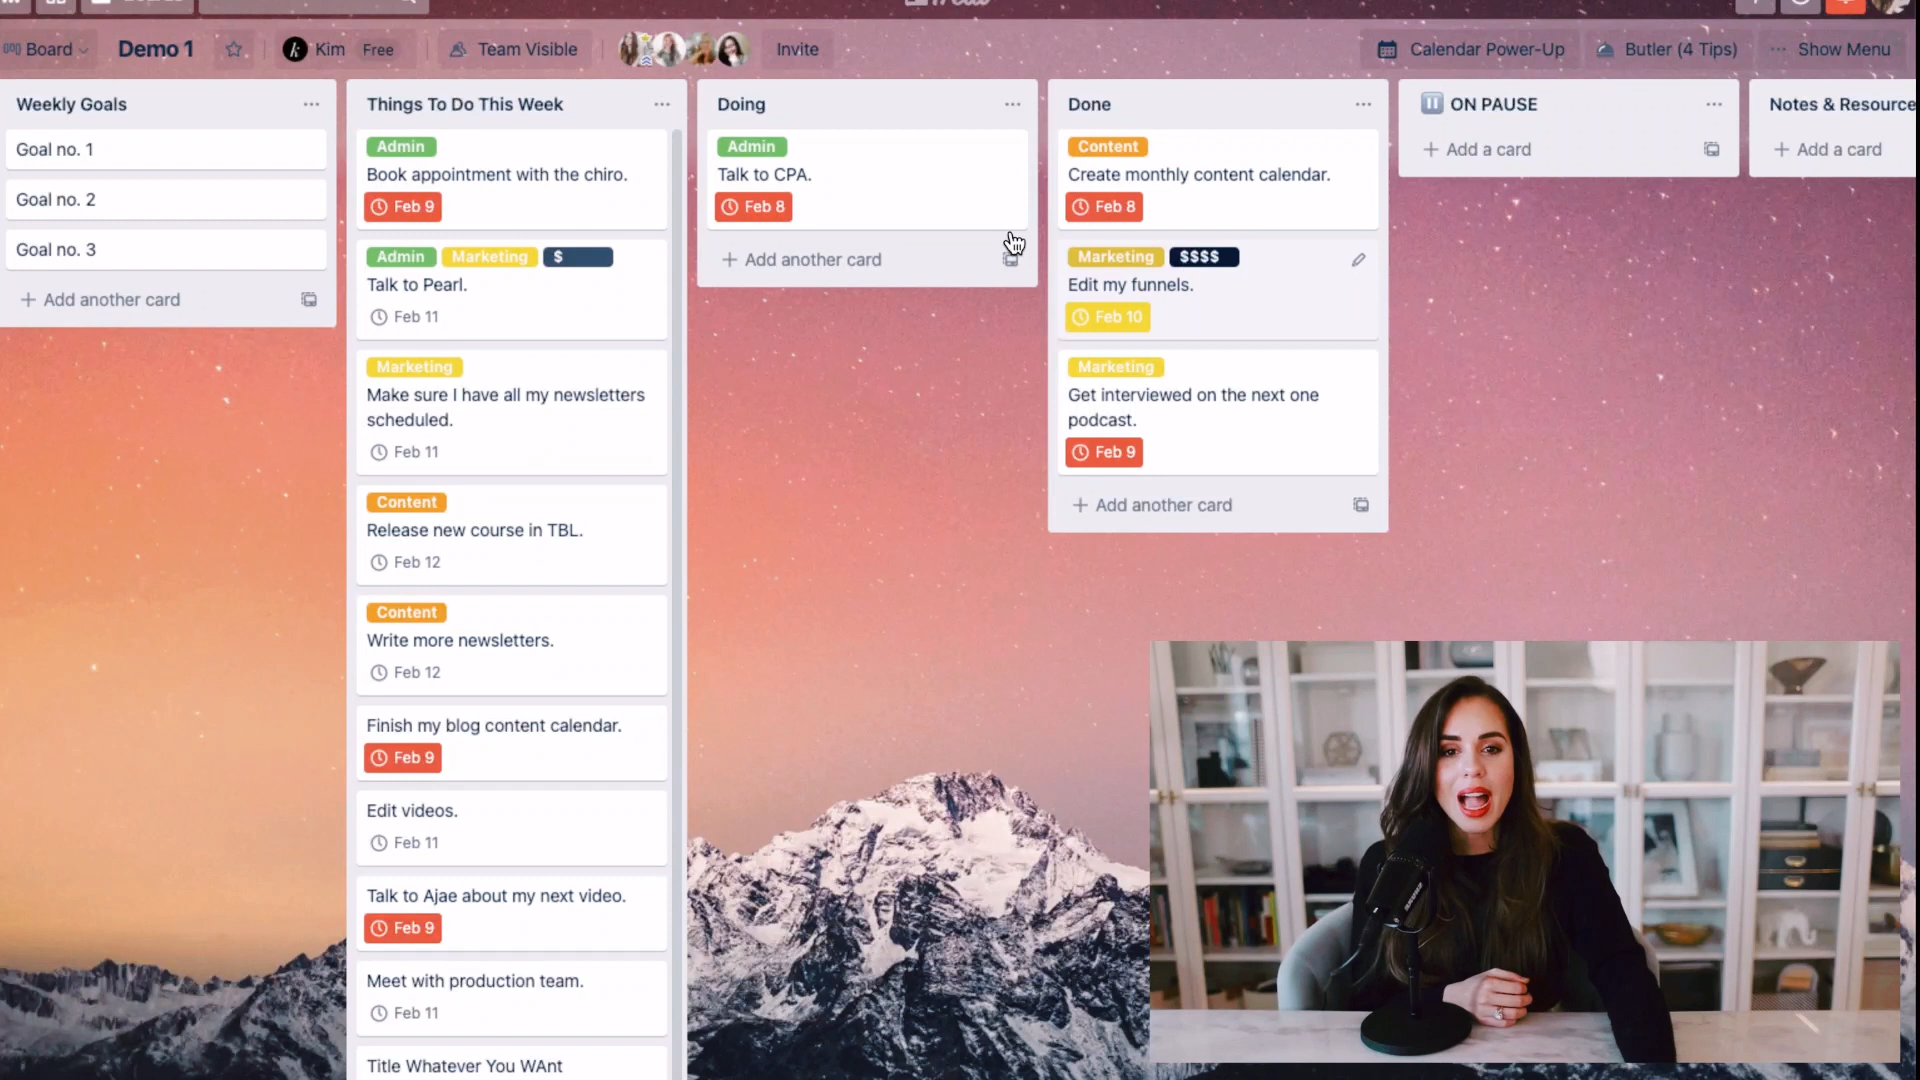 Board
Demo 1
Kim Free
Team Visible
Invite
Calendar Power-Up
Butler (4 Tips)
... Show Menu
Weekly Goals
Goal no. 1
Goal no. 2
Goal no. 3
+ Add another card
Things To Do This Week
Admin
Book appointment with the chiro.
Feb 9
Admin Marketing $
Talk to Pearl.
Feb 11
Marketing
Make sure I have all my newsletters
scheduled.
Feb 11
Content
Release new course in TBL.
Feb 12
Content
Write more newsletters.
Feb 12
Finish my blog content calendar.
Feb 9
Edit videos.
Feb 11
Talk to Ajae about my next video.
Feb 9
Meet with production team.
Feb 11
Title Whatever You WAnt
Doing
Admin
Talk to CPA.
Feb 8
+ Add another card
Done
Content
Create monthly content calendar.
Feb 8
Marketing $$$$
Edit my funnels.
Feb 10
Marketing
Get interviewed on the next one
podcast.
Feb 9
+ Add another card
ON PAUSE
+ Add a card
Notes & Resource
+ Add a card